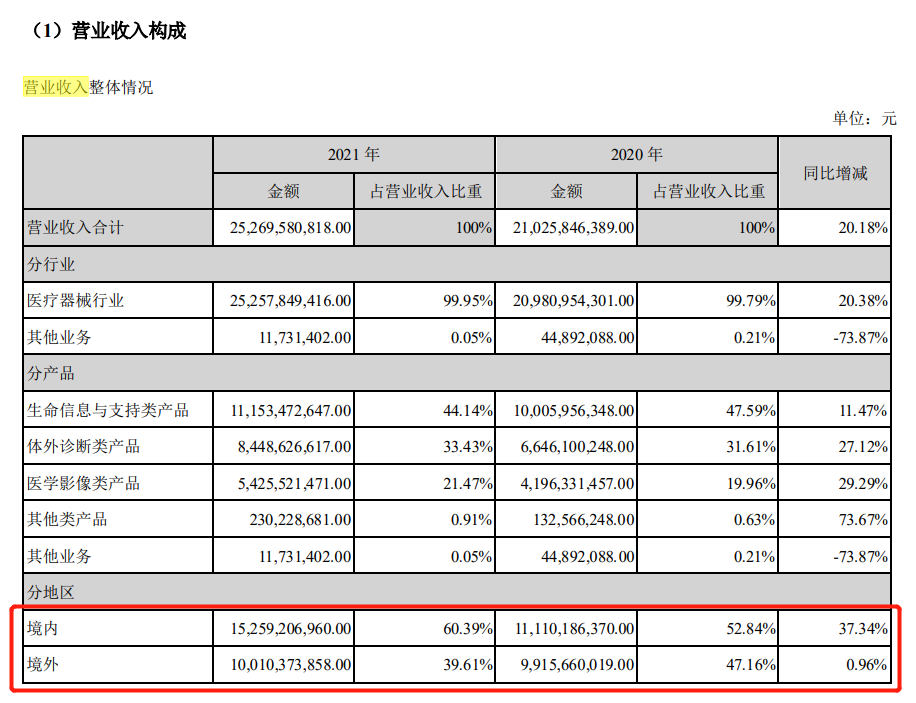 （1）营业收入构成
营业收入整体情况
单位：元
2021 年 2020 年 同比增减
金额 占营业收入比重 金额 占营业收入比重
营业收入合计 25,269,580,818.00 100% 21,025,846,389.00 100% 20.18%
分行业
医疗器械行业 25,257,849,416.00 99.95% 20,980,954,301.00 99.79% 20.38%
其他业务 11,731,402.00 0.05% 44,892,088.00 0.21% -73.87%
分产品
生命信息与支持类产品 11,153,472,647.00 44.14% 10,005,956,348.00 47.59% 11.47%
体外诊断类产品 8,448,626,617.00 33.43% 6,646,100,248.00 31.61% 27.12%
医学影像类产品 5,425,521,471.00 21.47% 4,196,331,457.00 19.96% 29.29%
其他类产品 230,228,681.00 0.91% 132,566,248.00 0.63% 73.67%
其他业务 11,731,402.00 0.05% 44,892,088.00 0.21% -73.87%
分地区
境内 15,259,206,960.00 60.39% 11,110,186,370.00 52.84% 37.34%
境外 10,010,373,858.00 39.61% 9,915,660,019.00 47.16% 0.96%